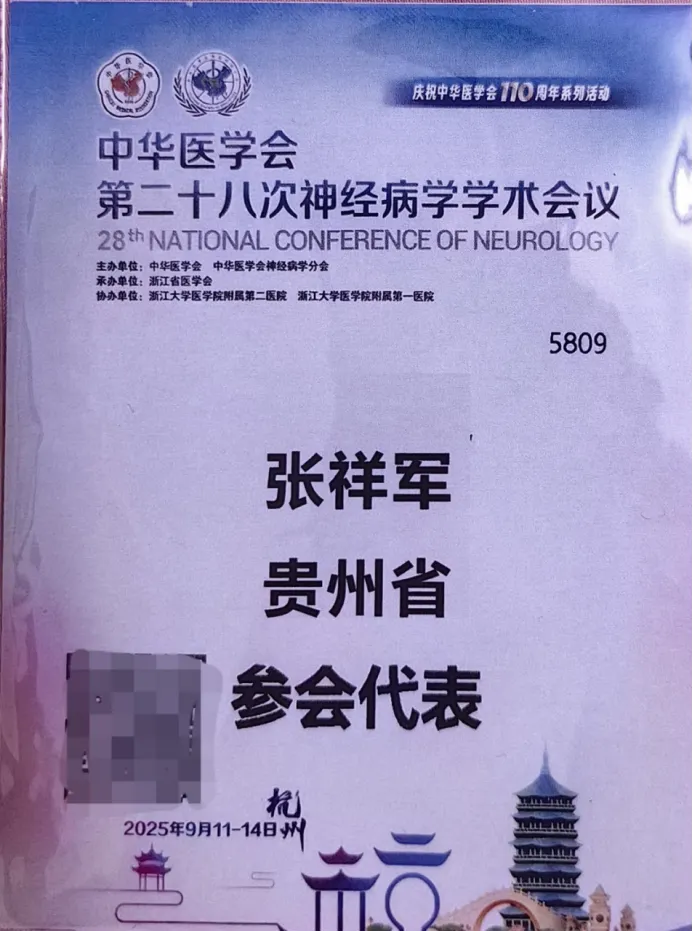 庆祝中华医学会110周年系列活动
中华医学会
第二十八次神经病学学术会议
28th NATIONAL CONFERENCE OF NEUROLOGY
主办单位：中华医学会 中华医学会神经病学分会
承办单位：浙江省医学会
协办单位：浙江大学医学院附属第二医院 浙江大学医学院附属第一医院
5809
张祥军
贵州省
参会代表
2025年9月11-14日杭州